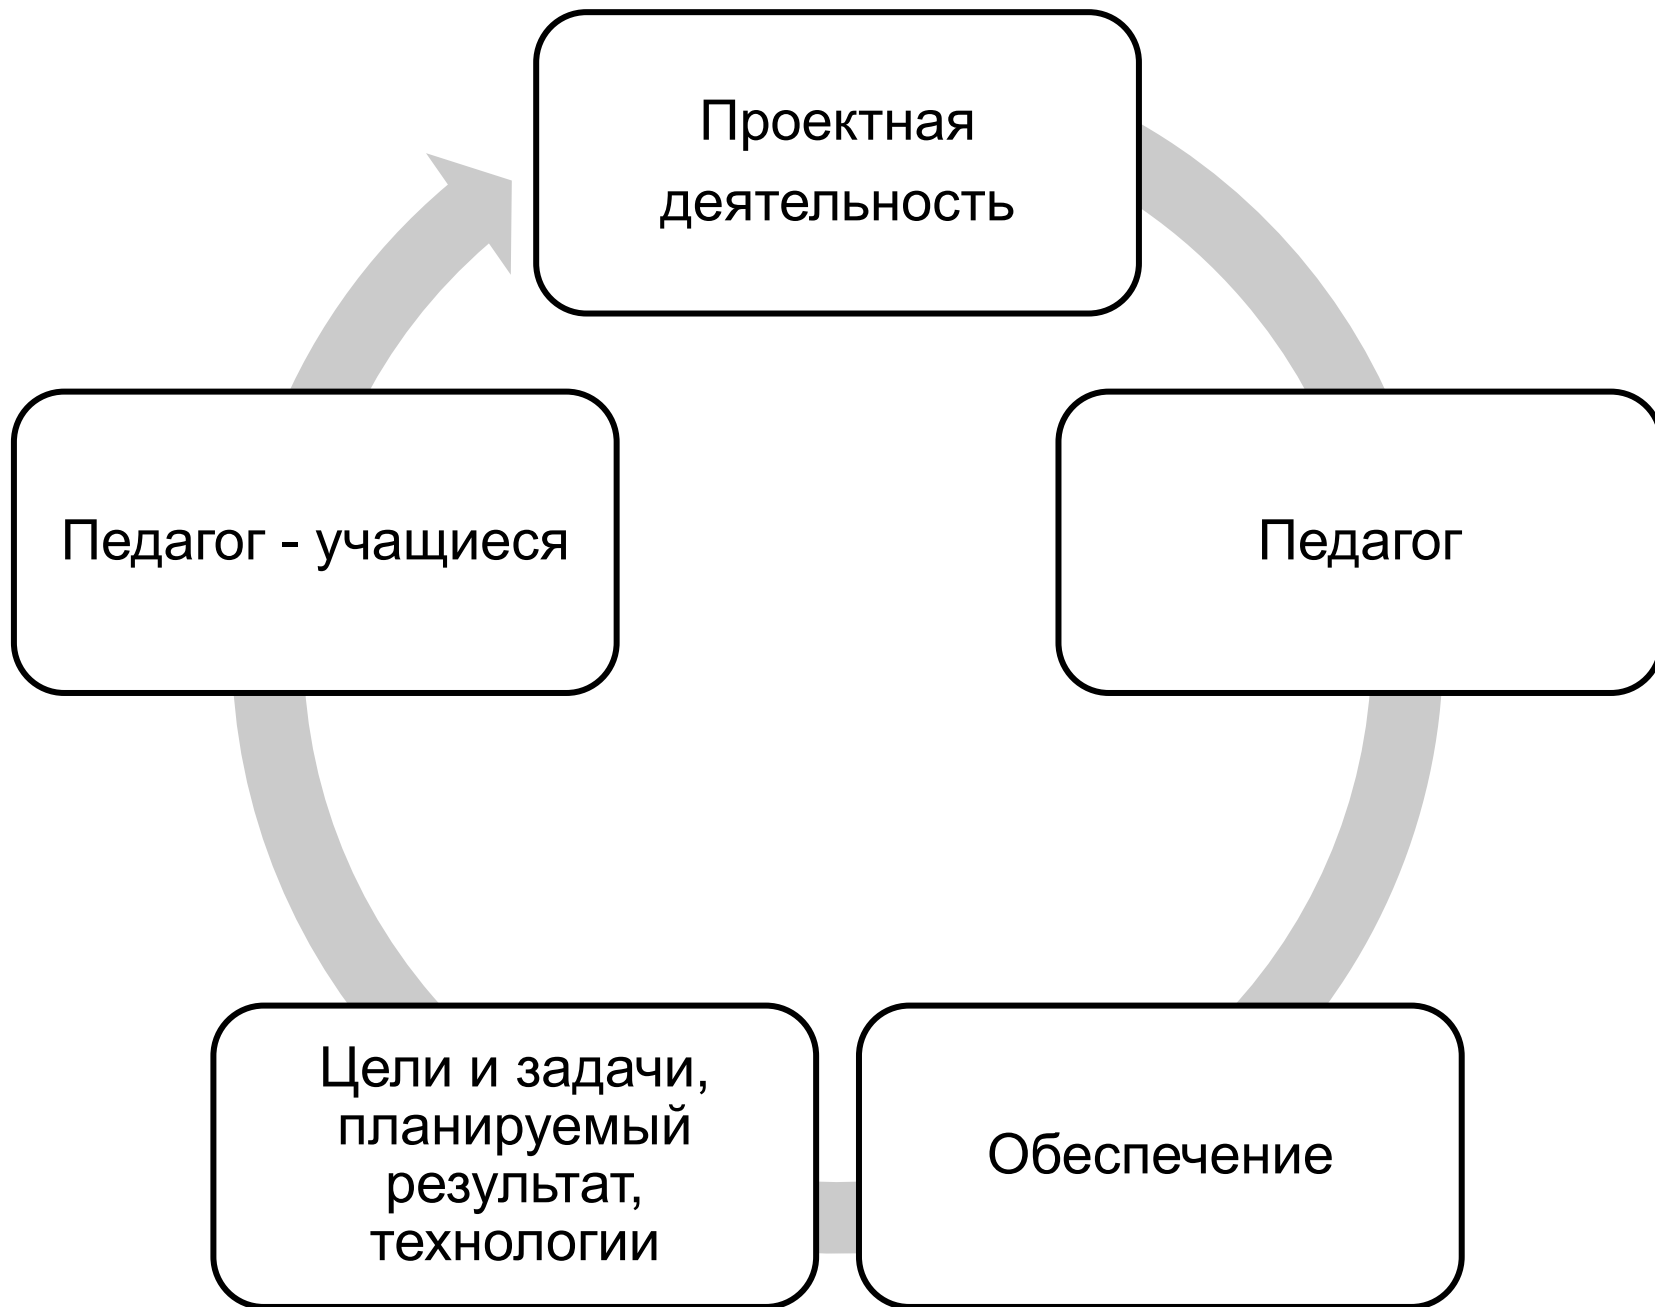 Проектная
деятельность
Педагог - учащиеся
Педагог
Цели и задачи,
планируемый
результат,
технологии
Обеспечение